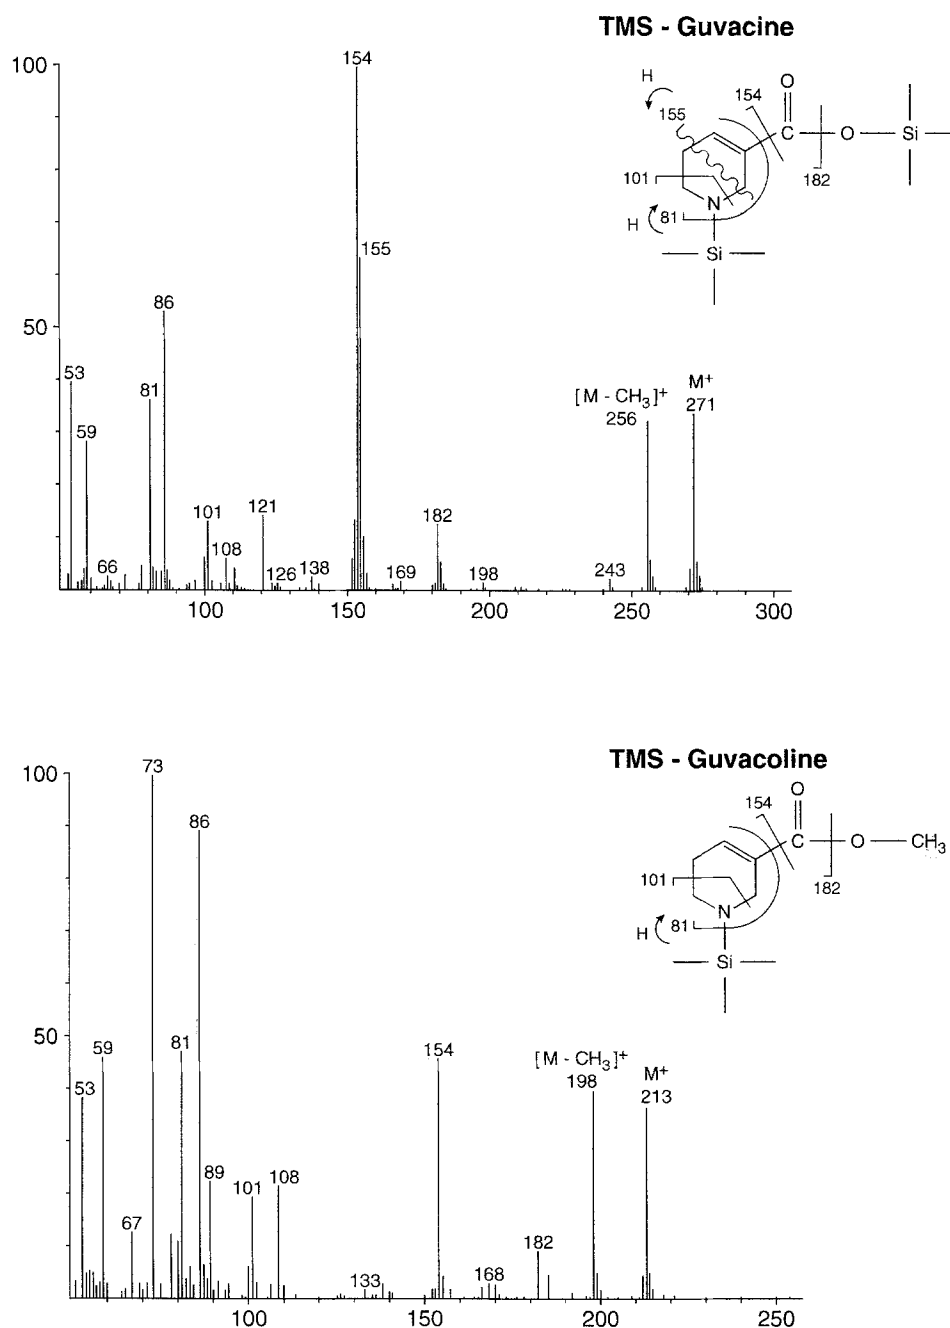 TMS - Guvacine
100
154
H
O
154
155
C
O
Si
101
182
N
H
81
Si
155
86
50
53
81
[M - CH3]+
M+
59
256
271
121
101
182
108
66
126
138
169
198
243
100
150
200
250
300
TMS - Guvacoline
100
73
O
154
86
C
O
CH3
101
182
N
H
81
Si
50
59
81
154
[M - CH3]+
M+
53
198
213
89
101
108
67
182
133
168
100
150
200
250